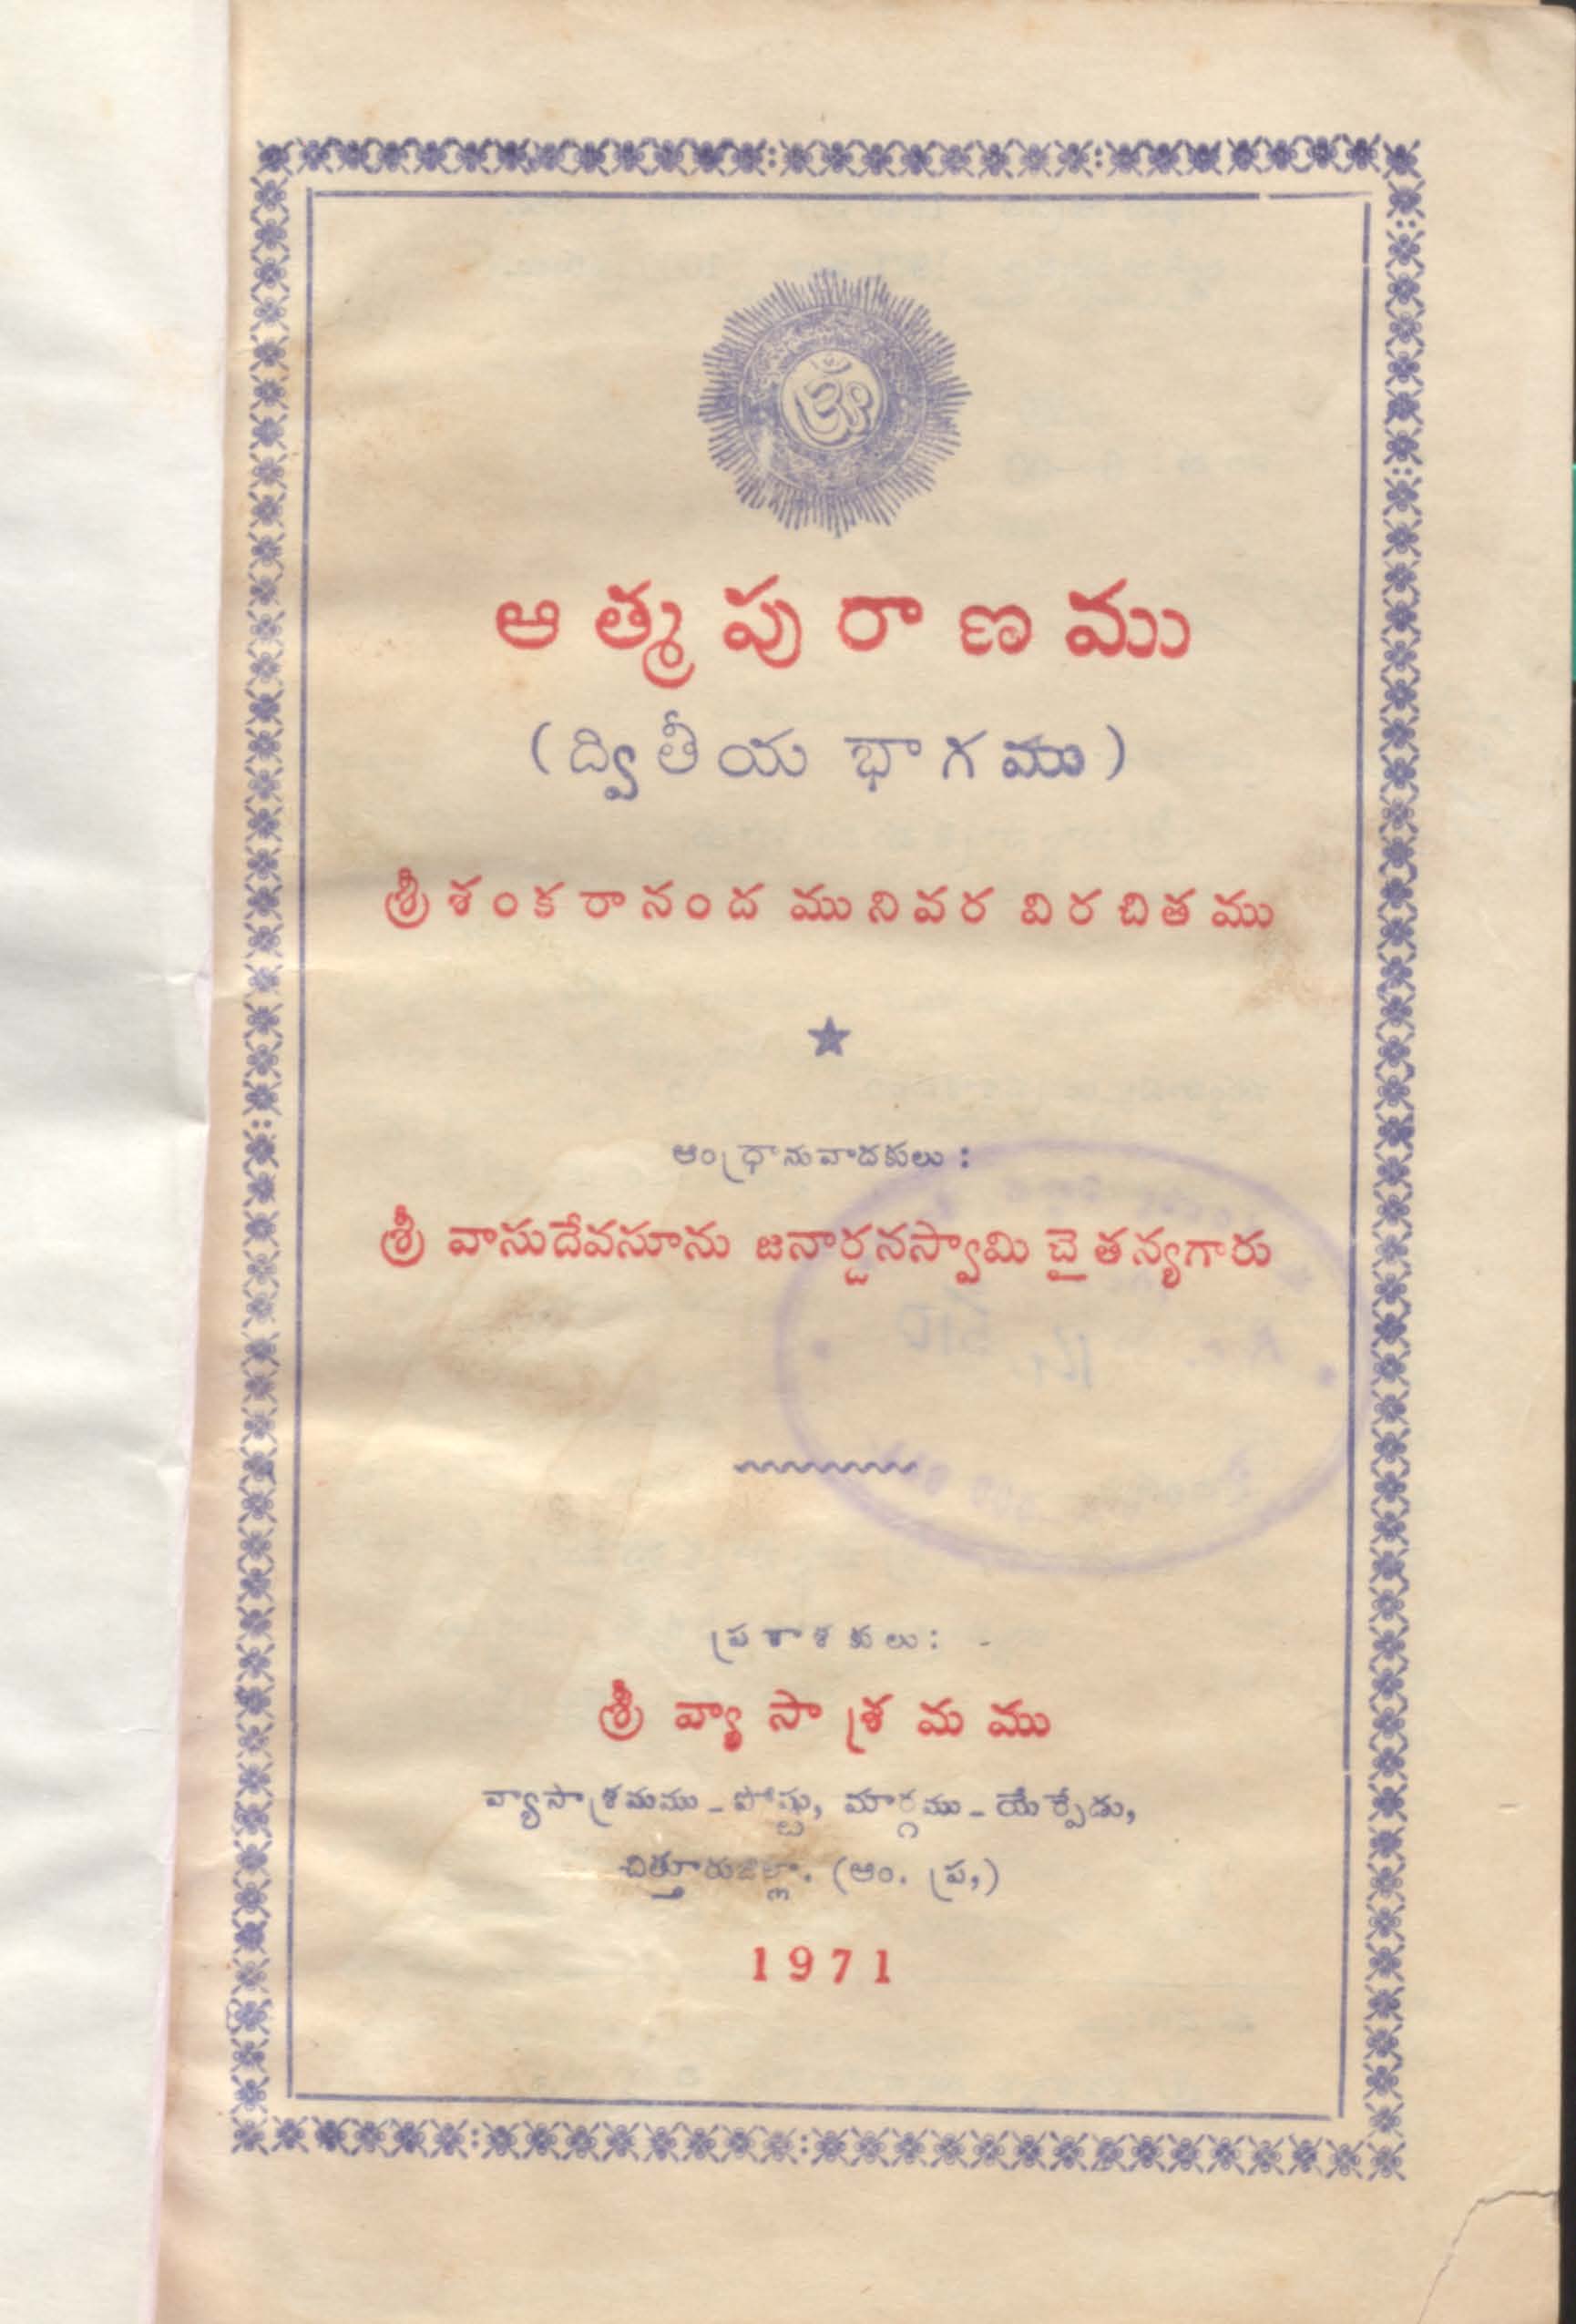 ॐ
ఆత్మపురాణము
(ద్వితీయ భాగము)
శ్రీ శంకరానంద మునివర విరచితము
ఆంధ్రానువాదకులు :
శ్రీ వాసుదేవసూను జనార్దనస్వామి చైతన్యగారు
ప్రకాశకులు : -
శ్రీ వ్యాసాశ్రమము
వ్యాసాశ్రమము - పోస్టు, మార్గము - యేర్పేడు,
చిత్తూరుజిల్లా. (ఆం. ప్ర,)
1971